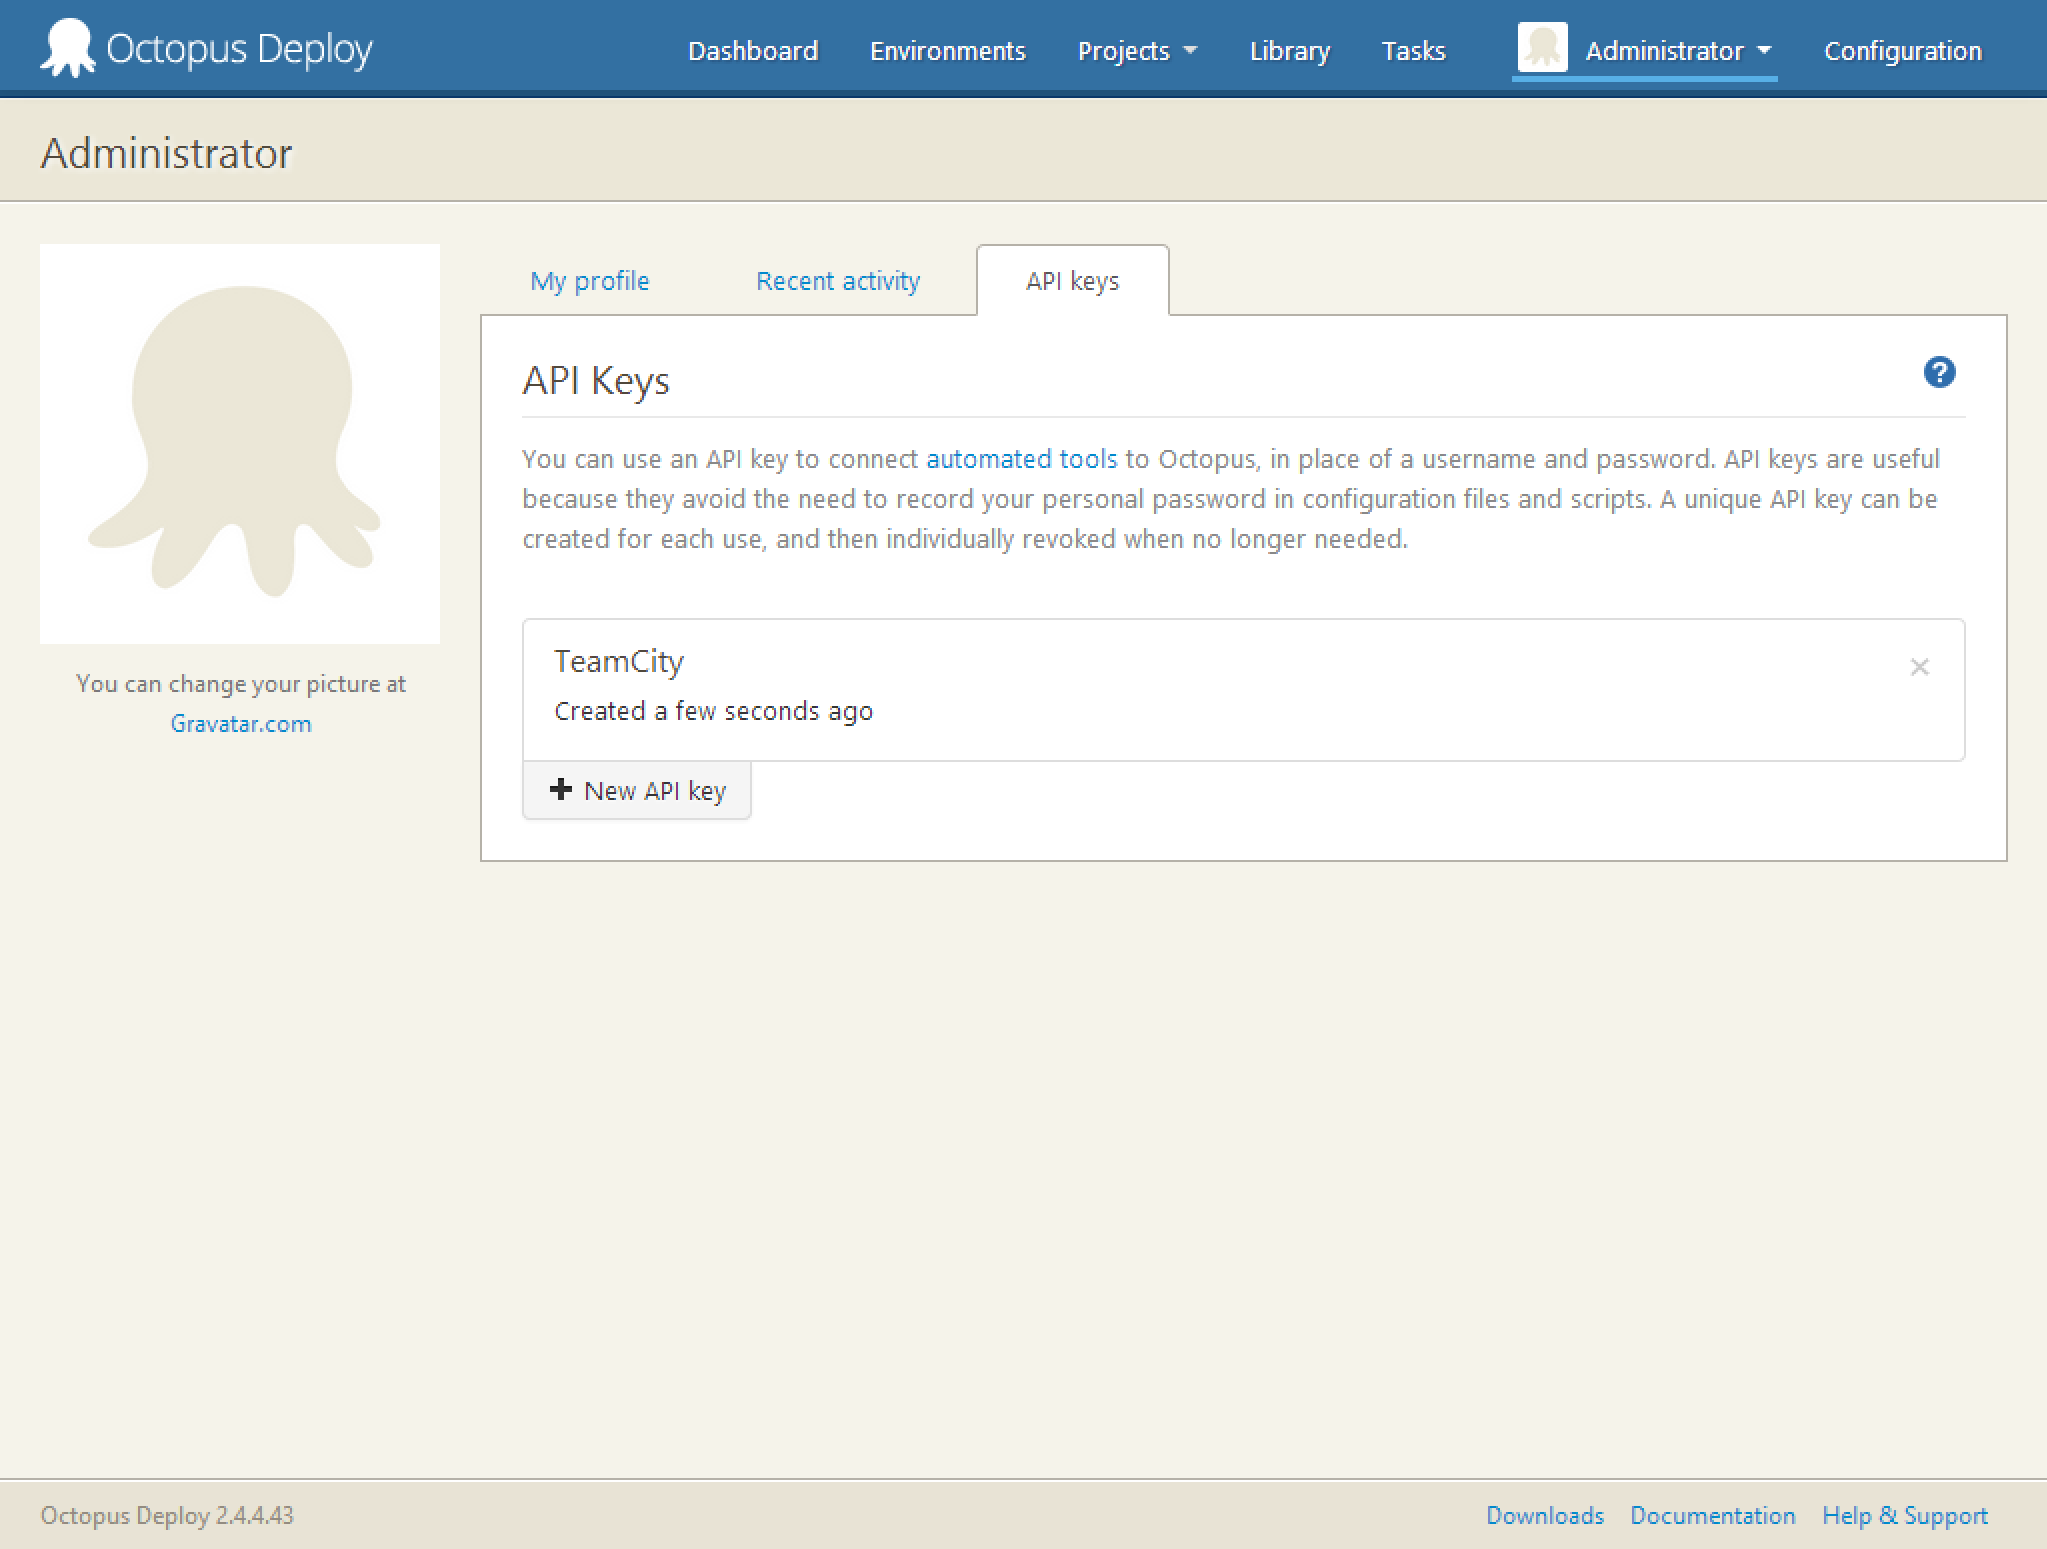 Octopus Deploy
Dashboard
Environments
Projects
Library
Tasks
Administrator
Configuration
Administrator
You can change your picture at
Gravatar.com
My profile
Recent activity
API keys
API Keys
?
You can use an API key to connect automated tools to Octopus, in place of a username and password. API keys are useful
because they avoid the need to record your personal password in configuration files and scripts. A unique API key can be
created for each use, and then individually revoked when no longer needed.
TeamCity
Created a few seconds ago
New API key
Octopus Deploy 2.4.4.43
Downloads
Documentation
Help & Support